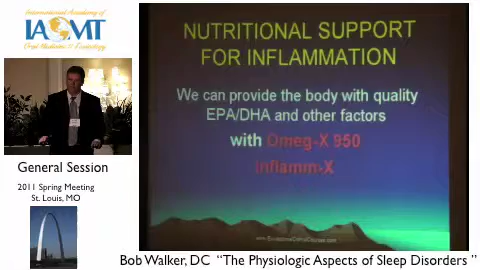 International Academy of
IAOMT
Oral Medicine & Toxicology
General Session
2011 Spring Meeting
St. Louis, MO
NUTRITIONAL SUPPORT
FOR INFLAMMATION
We can provide the body with quality
EPA/DHA and other factors
with Omeg-X 950
Inflamm-X
Bob Walker, DC “The Physiologic Aspects of Sleep Disorders ”